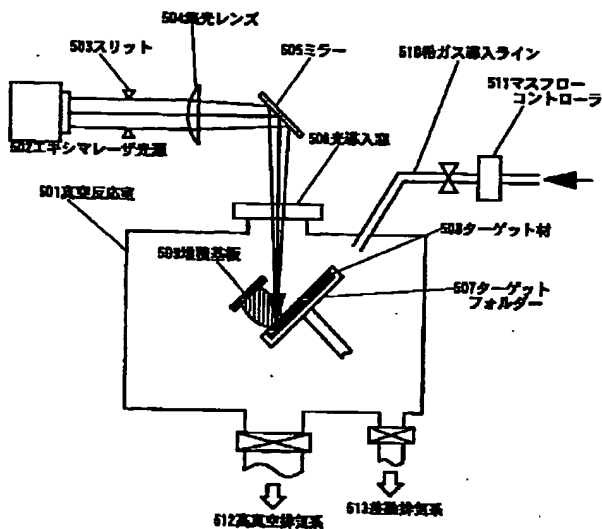 504集光レンズ
503スリット
505ミラー
510希ガス導入ライン
511マスフロー
コントローラ
502エキシマレーザ光源
506光導入窓
501真空反応室
508ターゲット材
509堆積基板
507ターゲット
フォルダー
512高真空排気系
513差動排気系